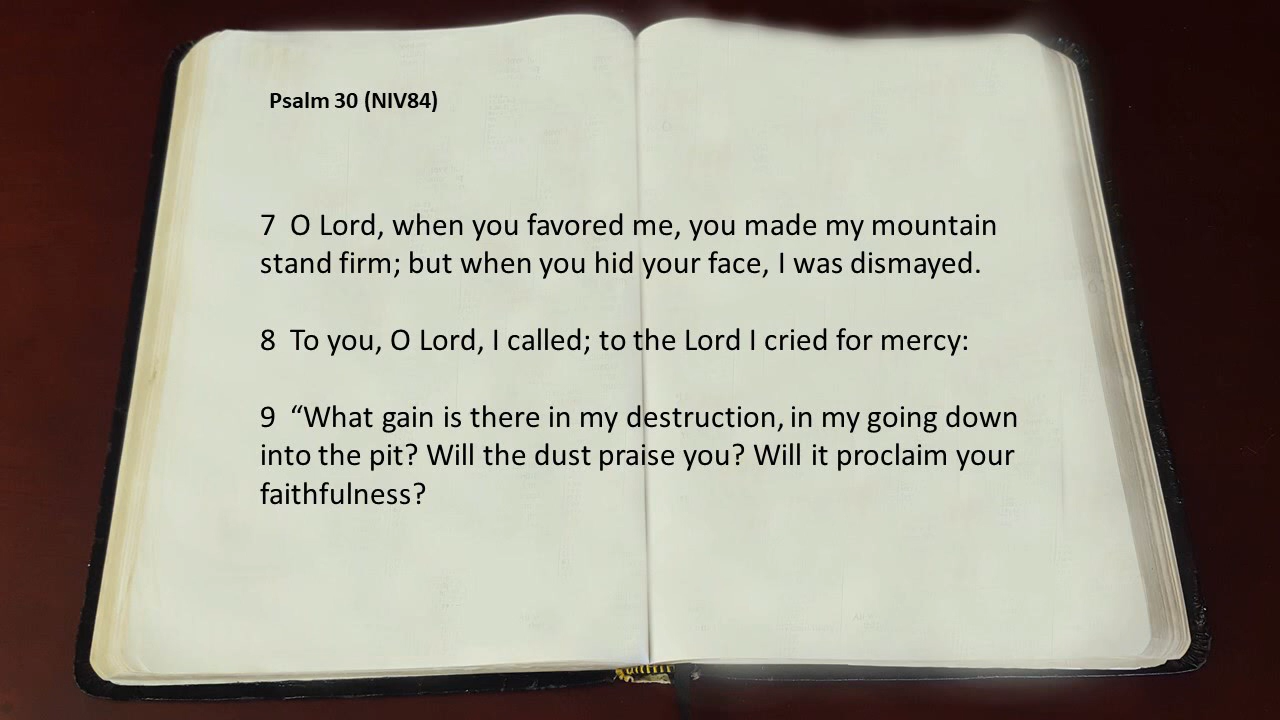 Psalm 30 (NIV84)
7 O Lord, when you favored me, you made my mountain
stand firm; but when you hid your face, I was dismayed.
8 To you, O Lord, I called; to the Lord I cried for mercy:
9 “What gain is there in my destruction, in my going down
into the pit? Will the dust praise you? Will it proclaim your
faithfulness?